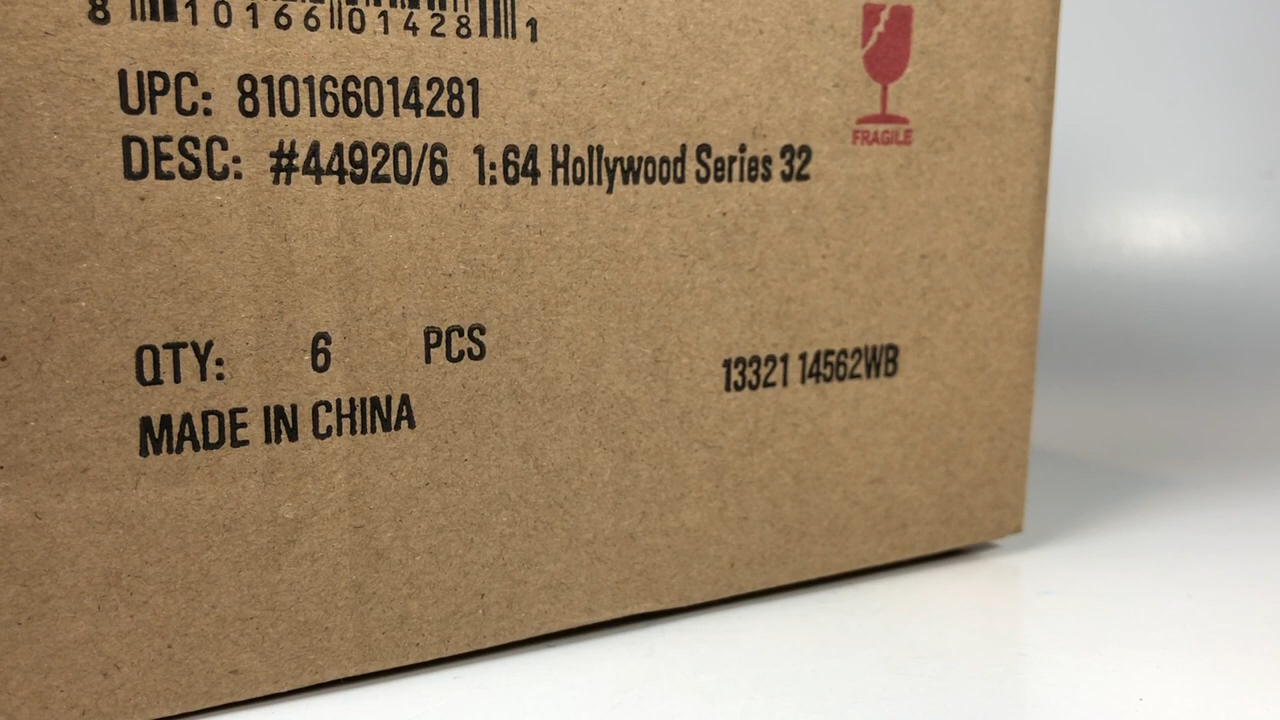 8 10166 01428 1
UPC: 810166014281
FRAGILE
DESC: #44920/6 1:64 Hollywood Series 32
QTY: 6 PCS
13321 14562WB
MADE IN CHINA